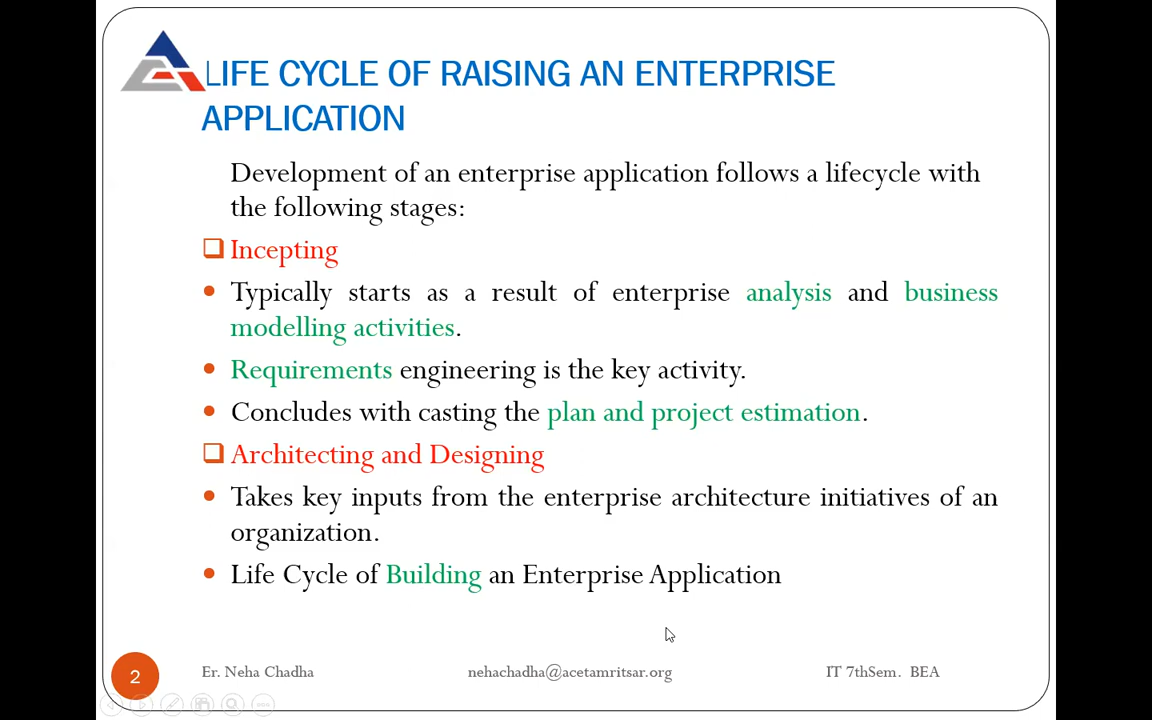 LIFE CYCLE OF RAISING AN ENTERPRISE
APPLICATION
Development of an enterprise application follows a lifecycle with
the following stages:
Incepting
Typically starts as a result of enterprise analysis and business
modelling activities.
Requirements engineering is the key activity.
Concludes with casting the plan and project estimation.
Architecting and Designing
Takes key inputs from the enterprise architecture initiatives of an
organization.
Life Cycle of Building an Enterprise Application
2 Er. Neha Chadha nehachadha@acetamritsar.org IT 7thSem. BEA